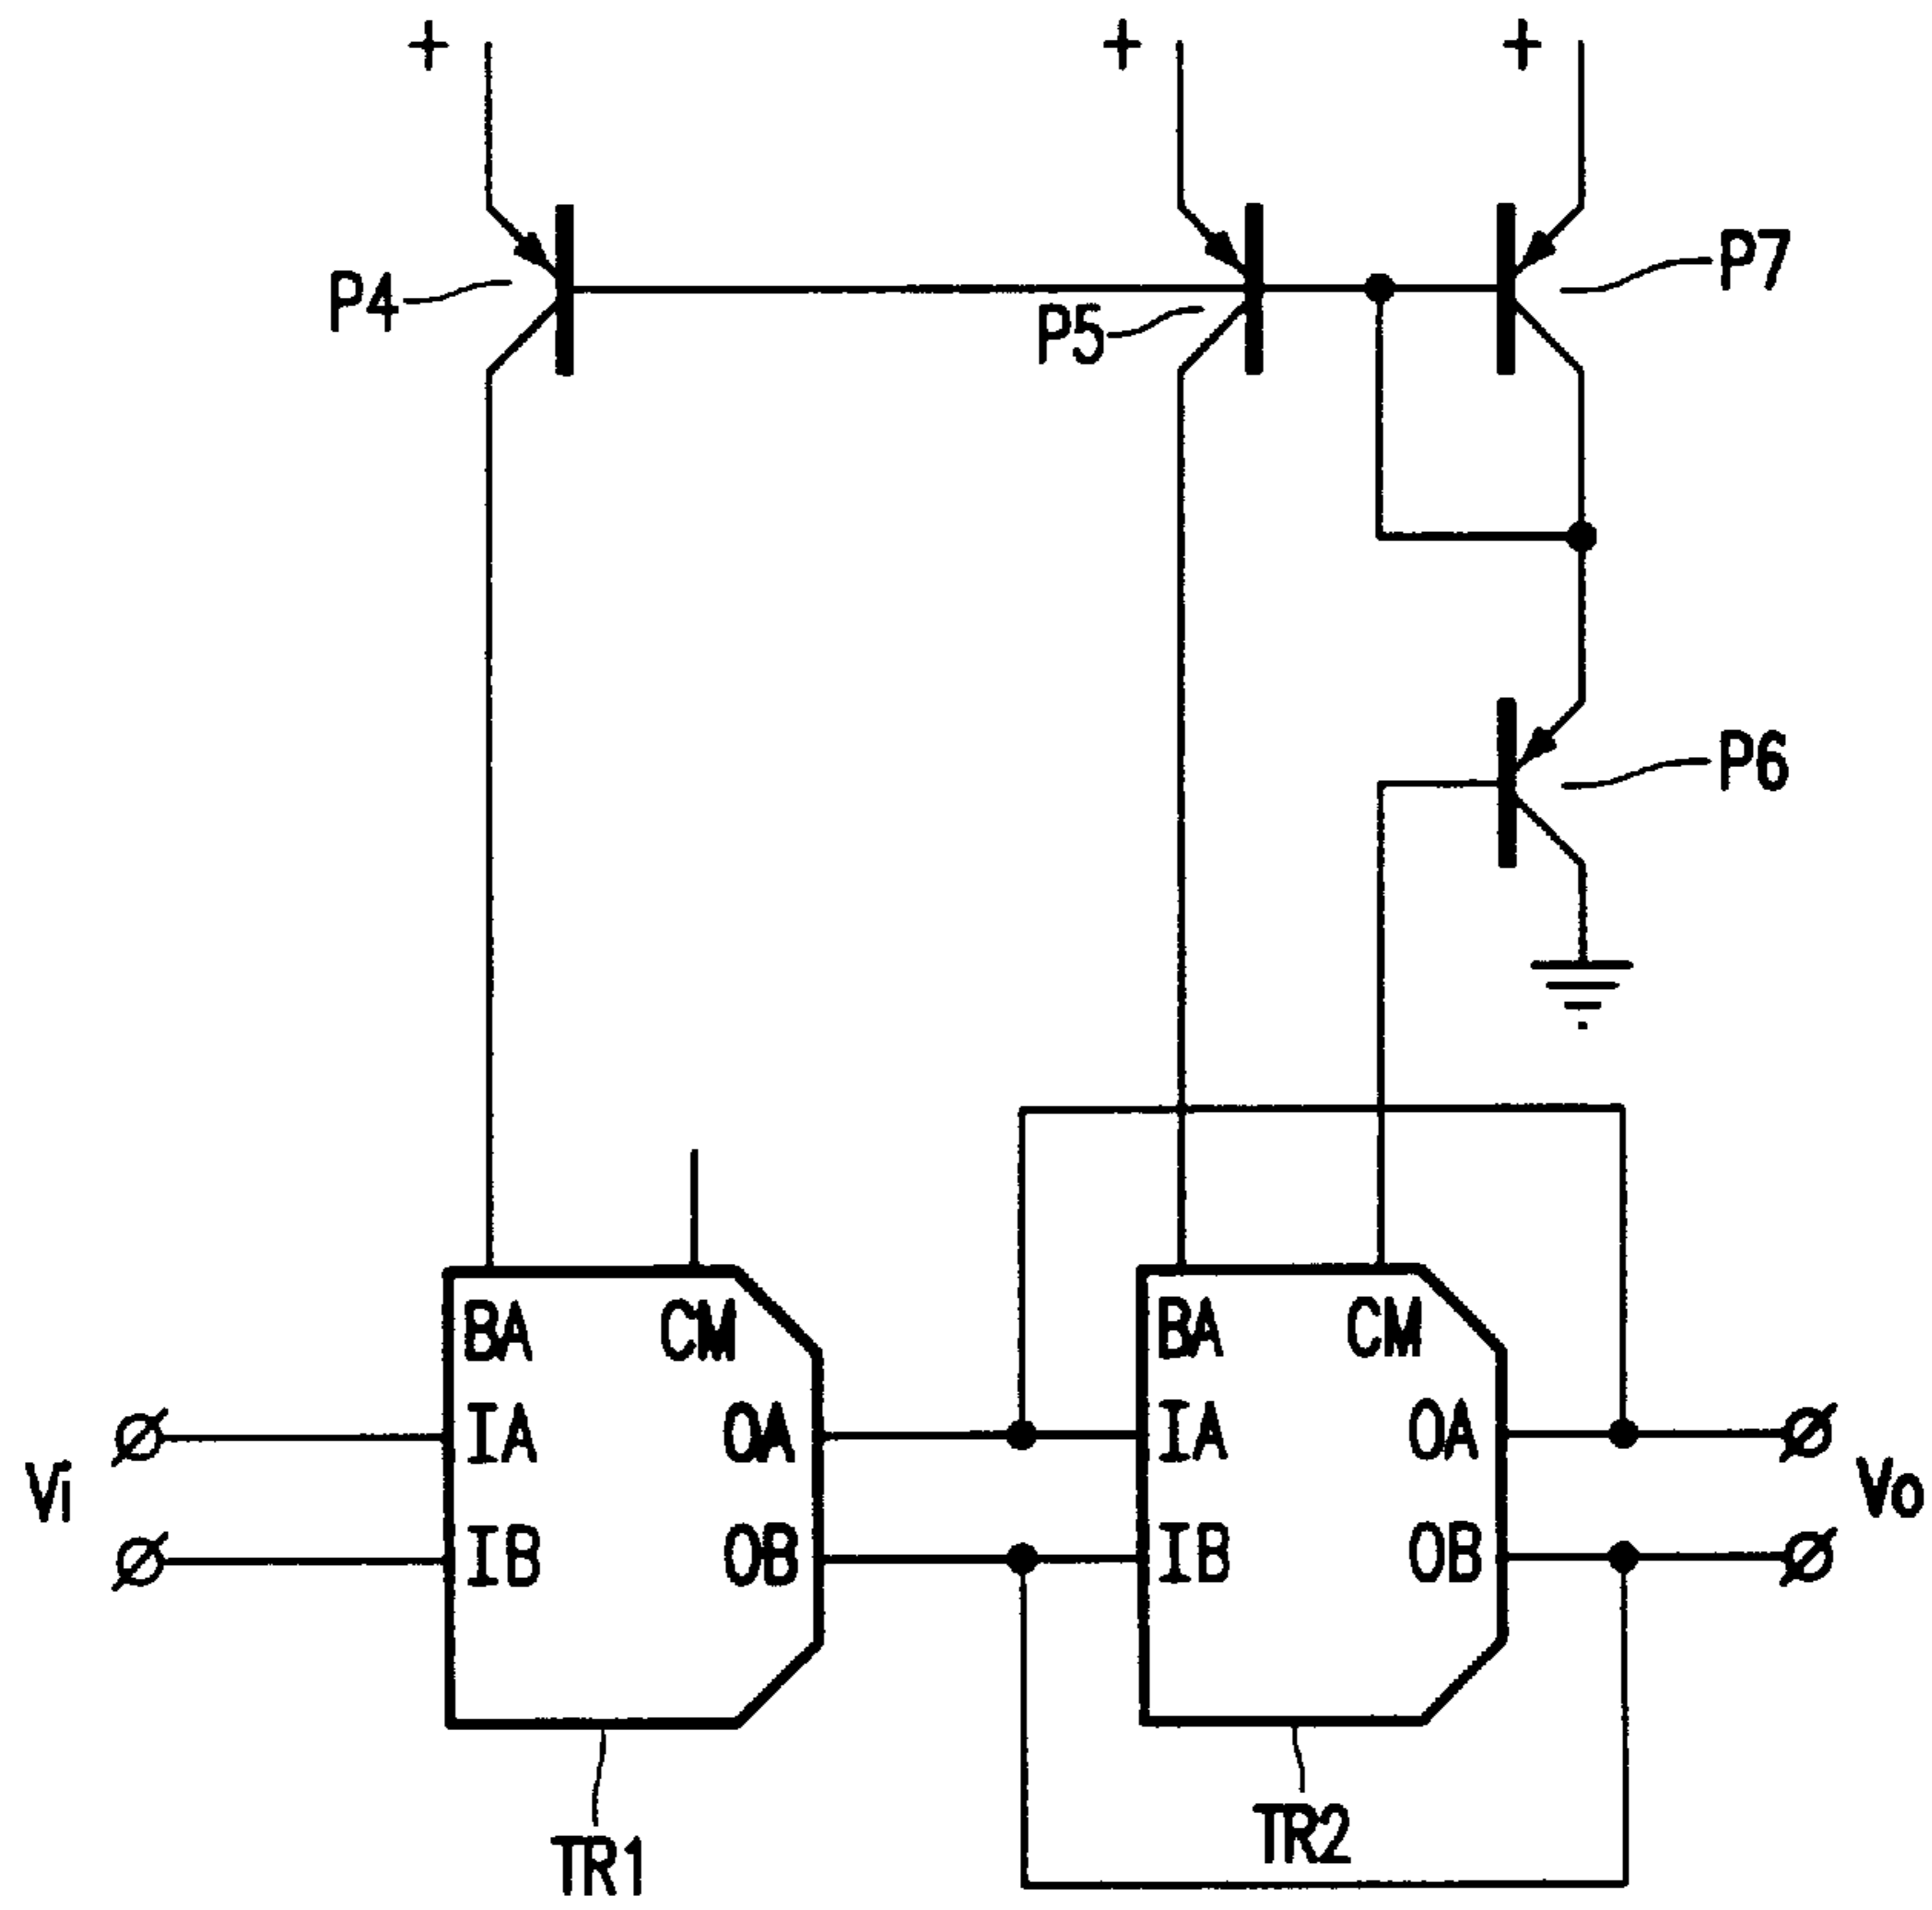 + + +
P4 P5 P7
P6
BA CM BA CM
IA OA IA OA
Vi Vo
IB OB IB OB
TR1 TR2